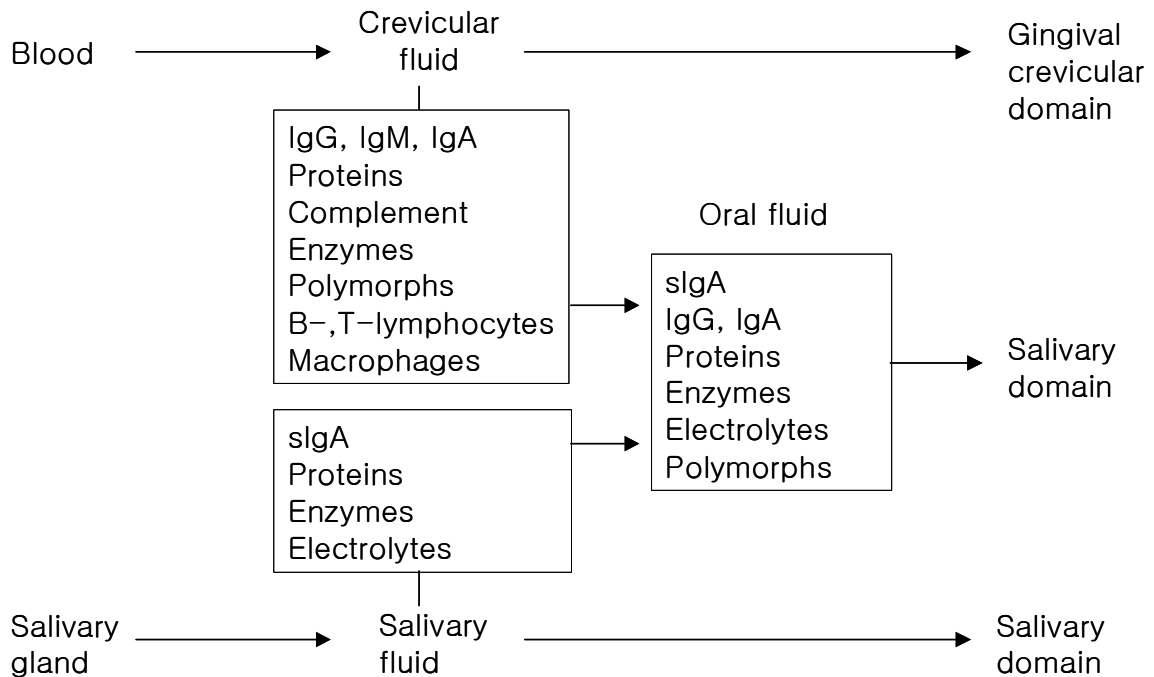 Blood
Crevicular
fluid
Gingival
crevicular
domain
IgG, IgM, IgA
Proteins
Complement
Enzymes
Polymorphs
B-,T-lymphocytes
Macrophages
Oral fluid
sIgA
IgG, IgA
Proteins
Enzymes
Electrolytes
Polymorphs
Salivary
domain
sIgA
Proteins
Enzymes
Electrolytes
Salivary
gland
Salivary
fluid
Salivary
domain